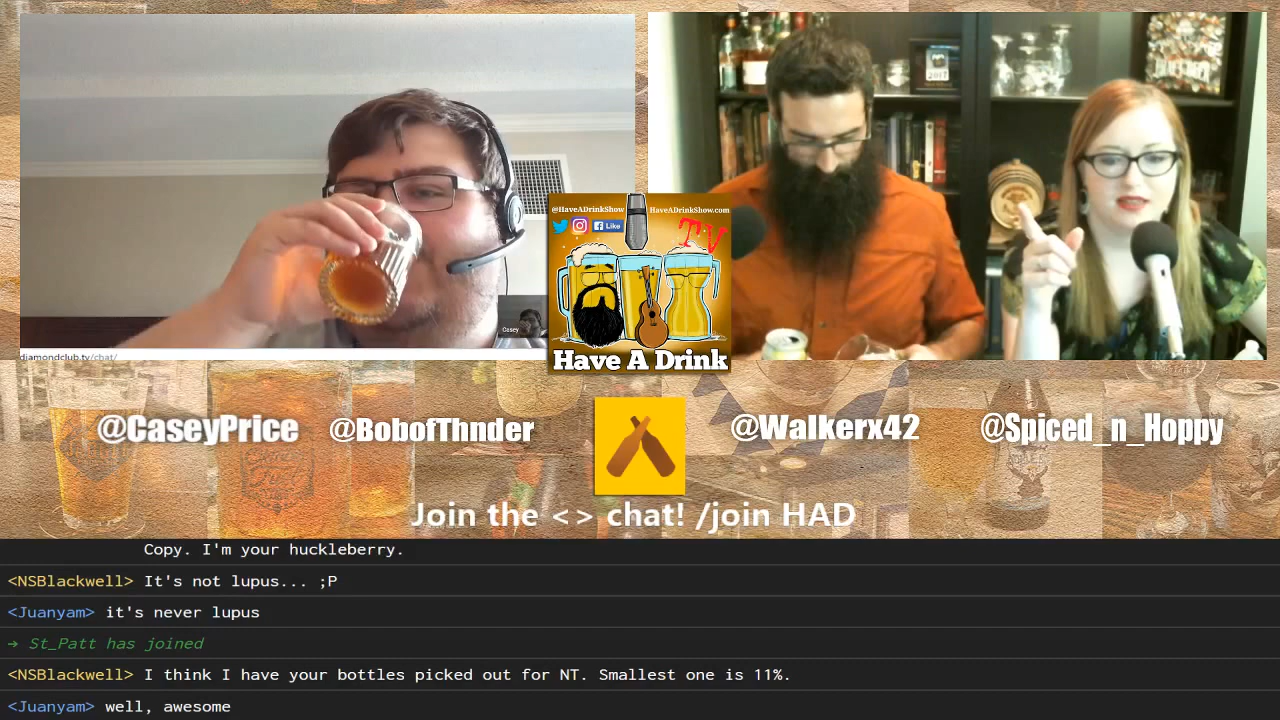 2017
@HaveADrinkShow HaveADrinkShow.com
Like
TV
Casey
diamondclub.tv/chat/
Have A Drink
@CaseyPrice @BobofThnder @Walkerx42 @Spiced_n_Hoppy
Join the <> chat! /join HAD
Copy. I'm your huckleberry.
<NSBlackwell> It's not lupus... ;P
<Juanyam> it's never lupus
→ St_Patt has joined
<NSBlackwell> I think I have your bottles picked out for NT. Smallest one is 11%.
<Juanyam> well, awesome